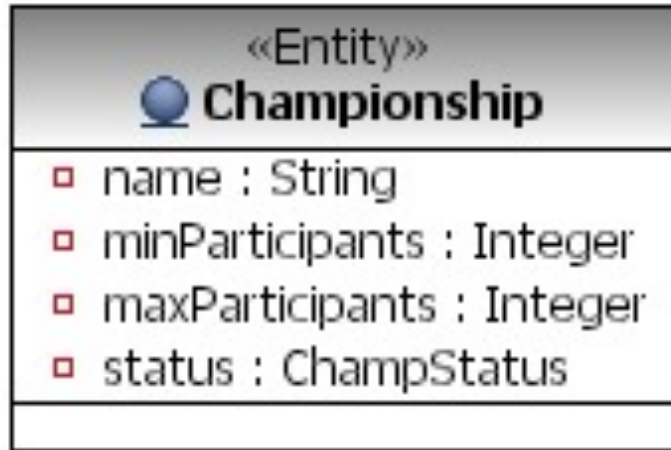 «Entity»
Championship
name : String
minParticipants : Integer
maxParticipants : Integer
status : ChampStatus